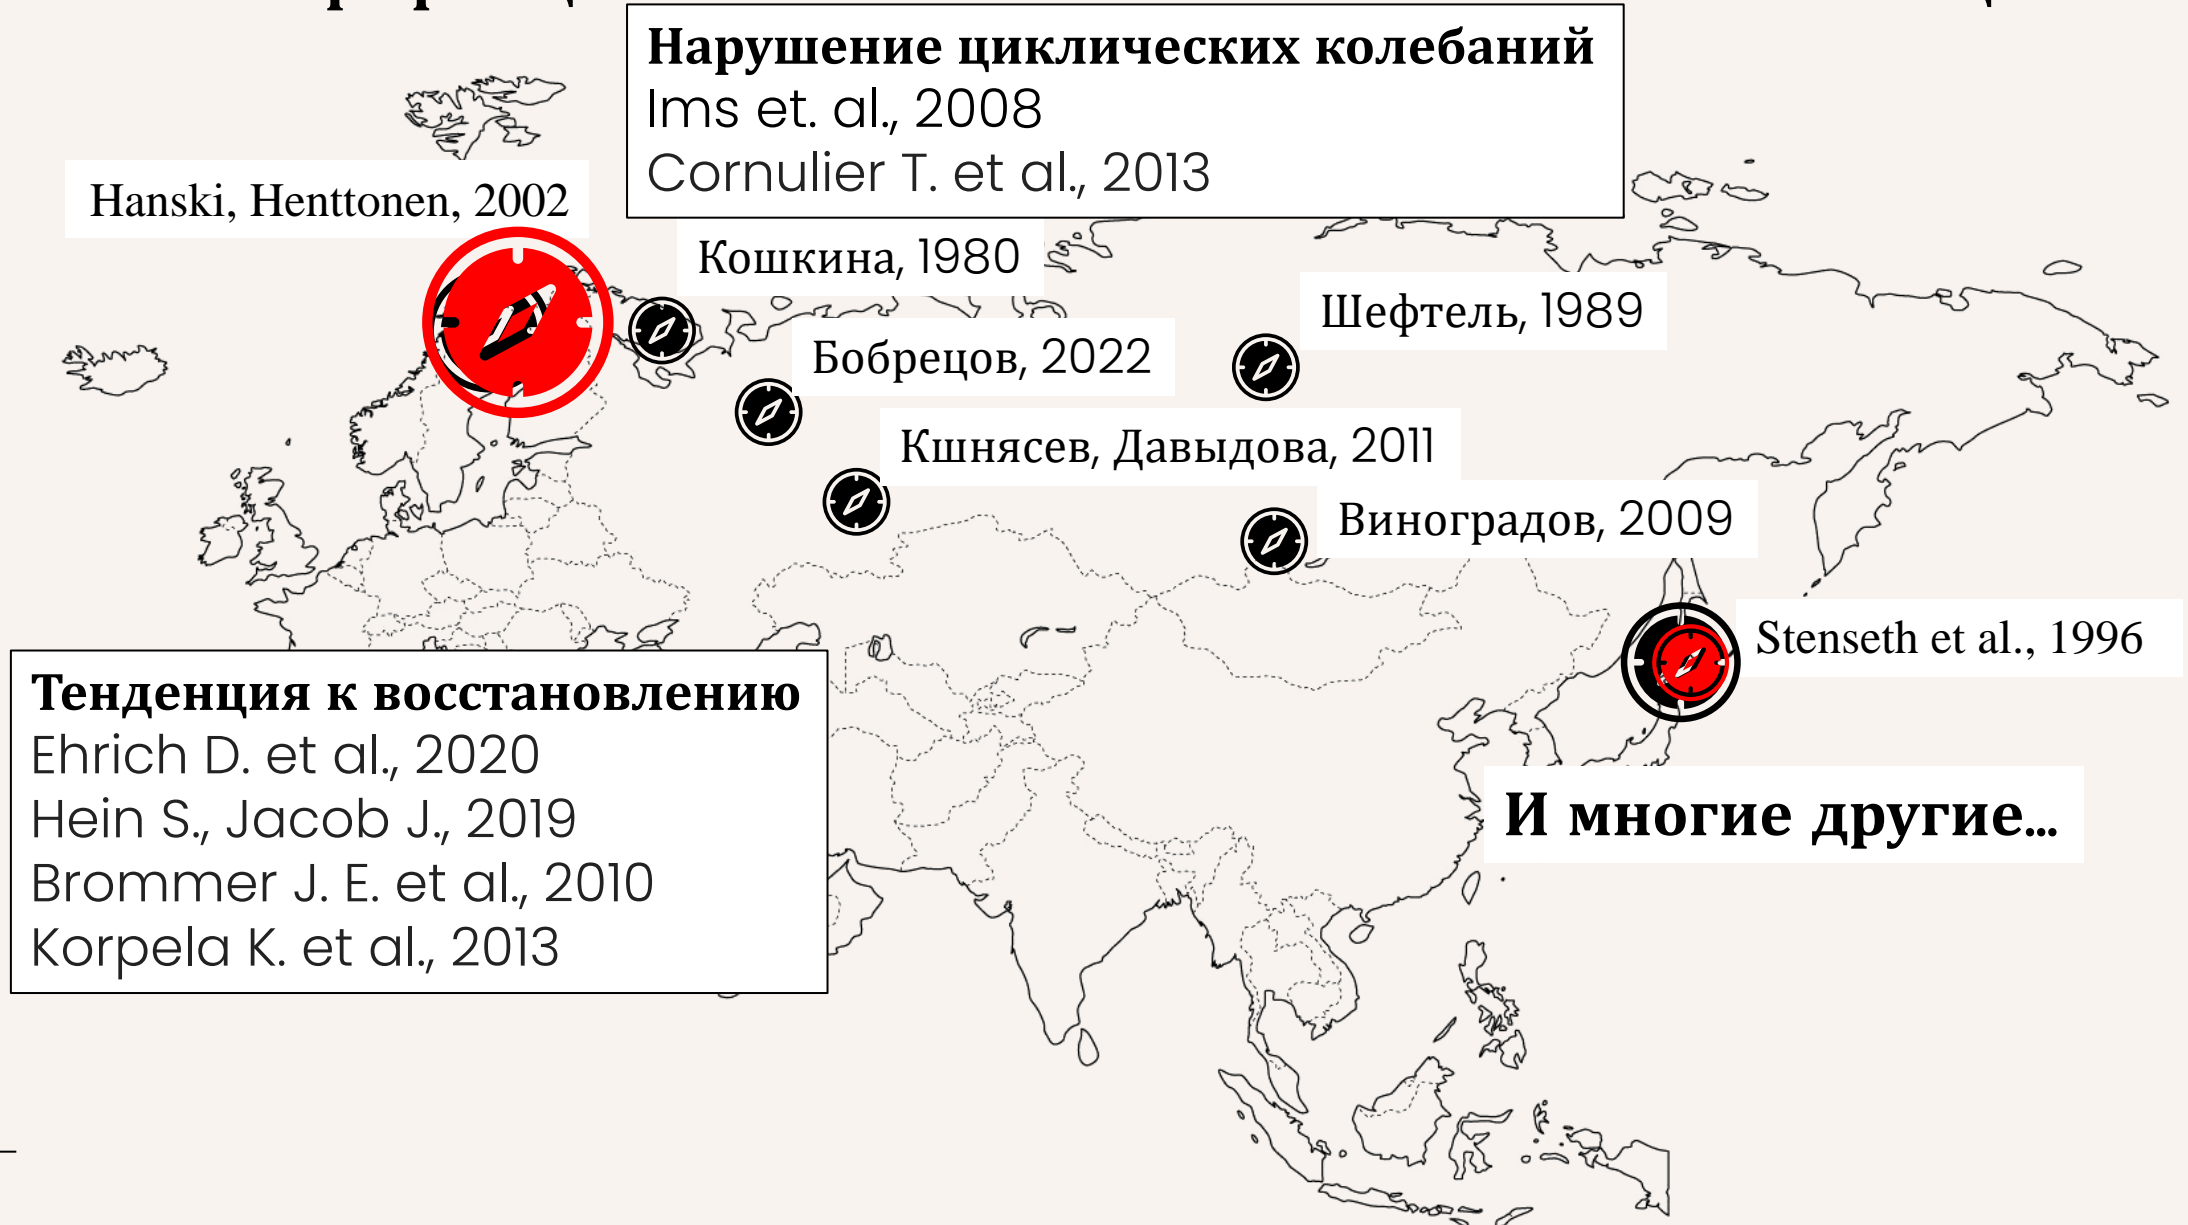 Нарушение циклических колебаний
Ims et. al., 2008
Cornulier T. et al., 2013
Hanski, Henttonen, 2002
Кошкина, 1980
Шефтель, 1989
Бобрецов, 2022
Кшнясев, Давыдова, 2011
Виноградов, 2009
Stenseth et al., 1996
Тенденция к восстановлению
Ehrich D. et al., 2020
Hein S., Jacob J., 2019
Brommer J. E. et al., 2010
Korpela K. et al., 2013
И многие другие...